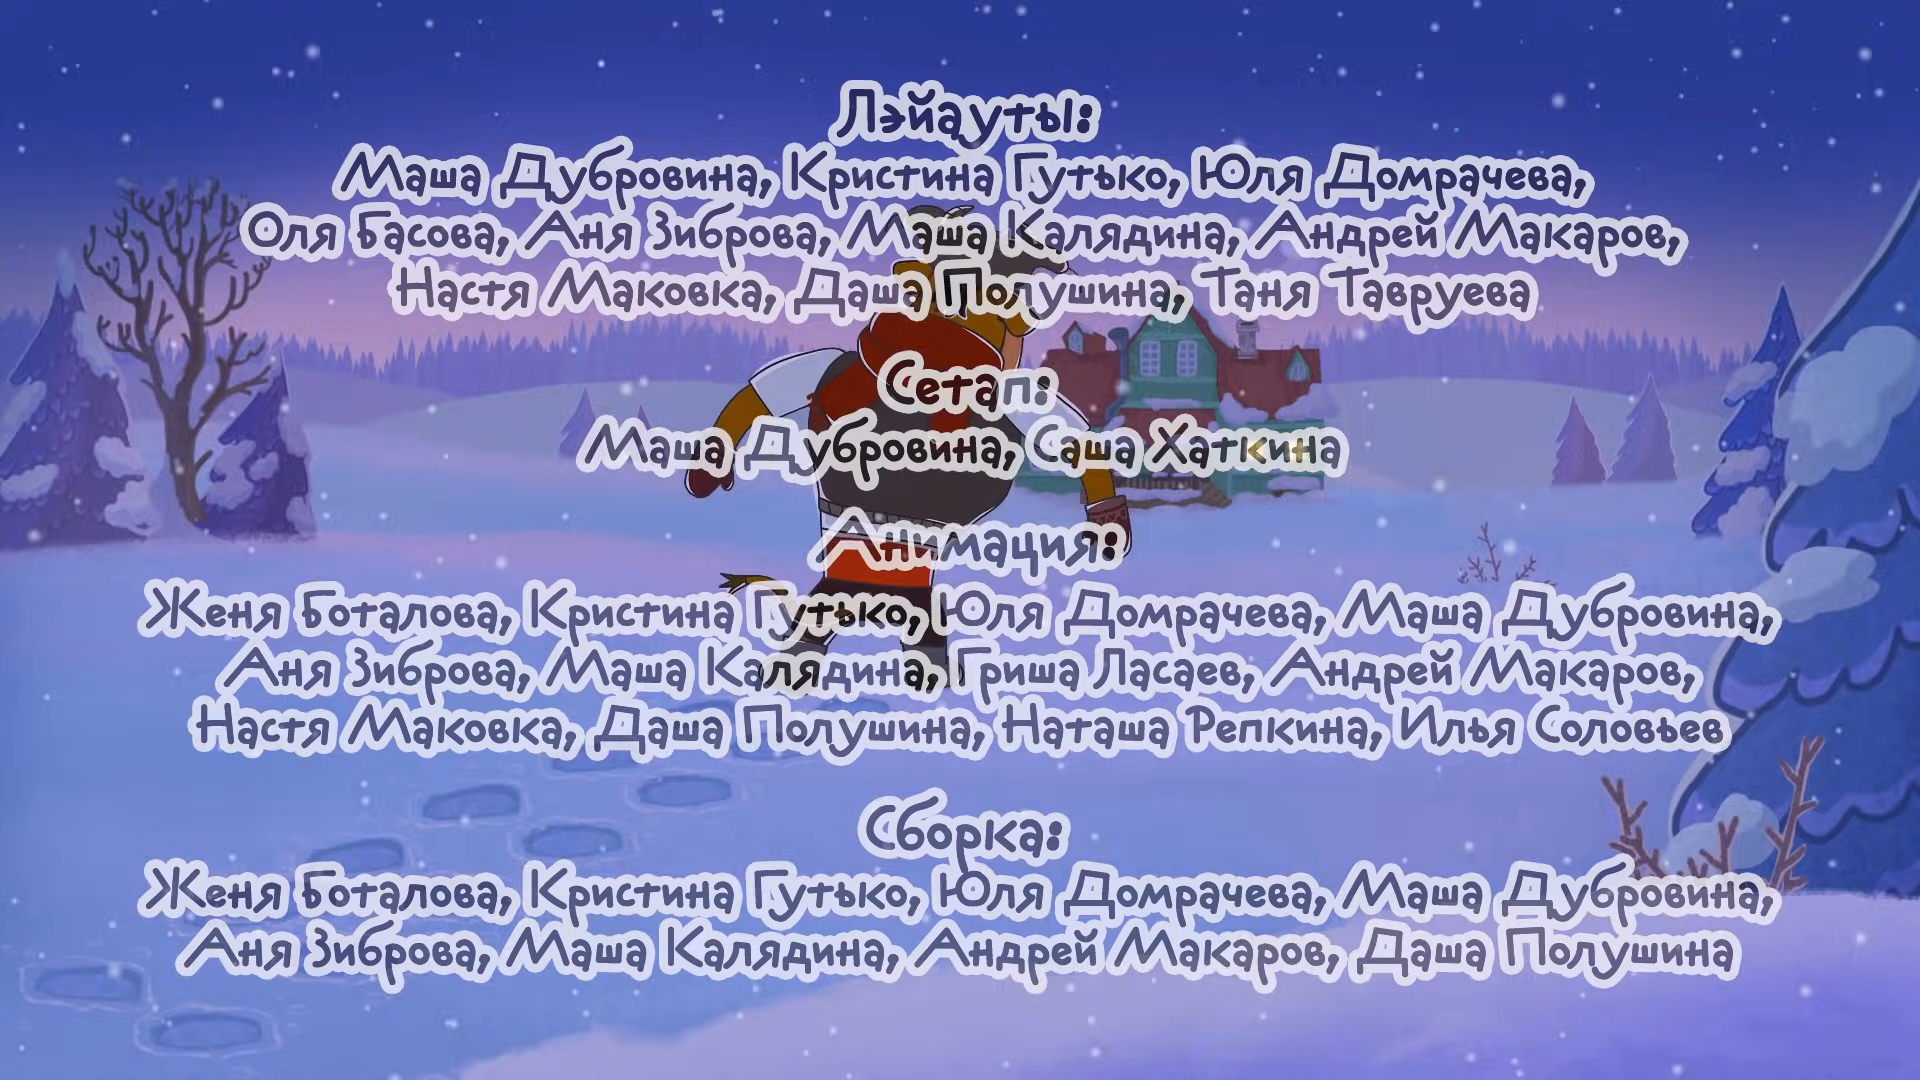 Лэйауты:
Маша Дубровина, Кристина Гутько, Юля Домрачева,
Оля Басова, Аня Зиброва, Маша Калядина, Андрей Макаров,
Настя Маковка, Даша Полушина, Таня Тавруева
Сетап:
Маша Дубровина, Саша Хаткина
Анимация:
Женя Боталова, Кристина Гутько, Юля Домрачева, Маша Дубровина,
Аня Зиброва, Маша Калядина, Гриша Ласаев, Андрей Макаров,
Настя Маковка, Даша Полушина, Наташа Репкина, Илья Соловьев
Сборка:
Женя Боталова, Кристина Гутько, Юля Домрачева, Маша Дубровина,
Аня Зиброва, Маша Калядина, Андрей Макаров, Даша Полушина